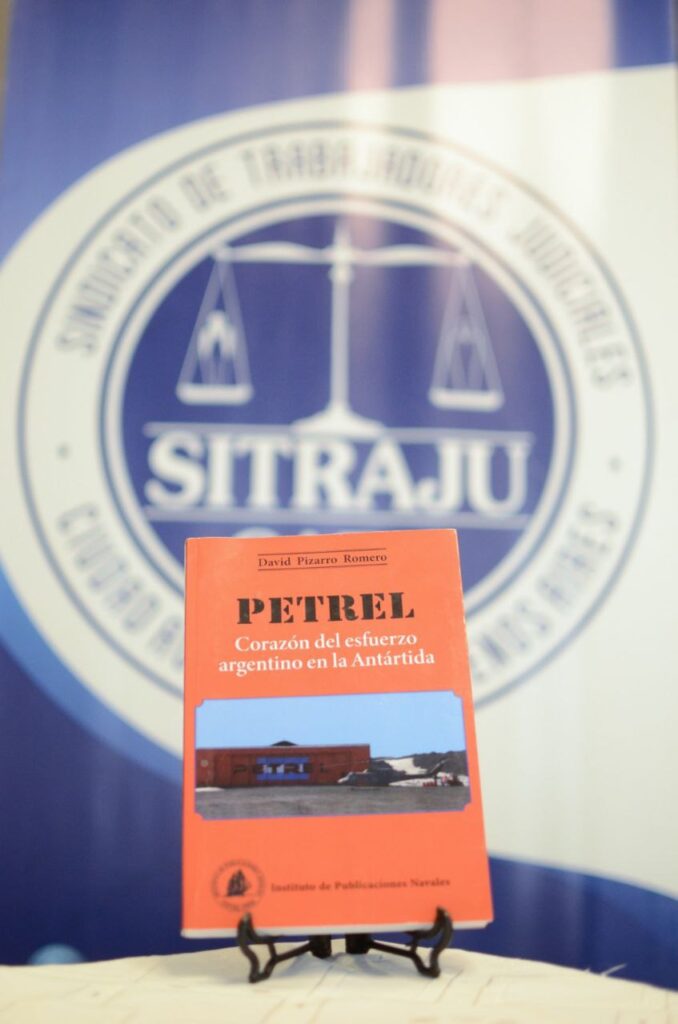 SINDICATO DE TRABAJADORES JUDICIALES
SITRAJU
David Pizarro Romero
PETREL
Corazón del esfuerzo
argentino en la Antártida
PETREL
Instituto de Publicaciones Navales